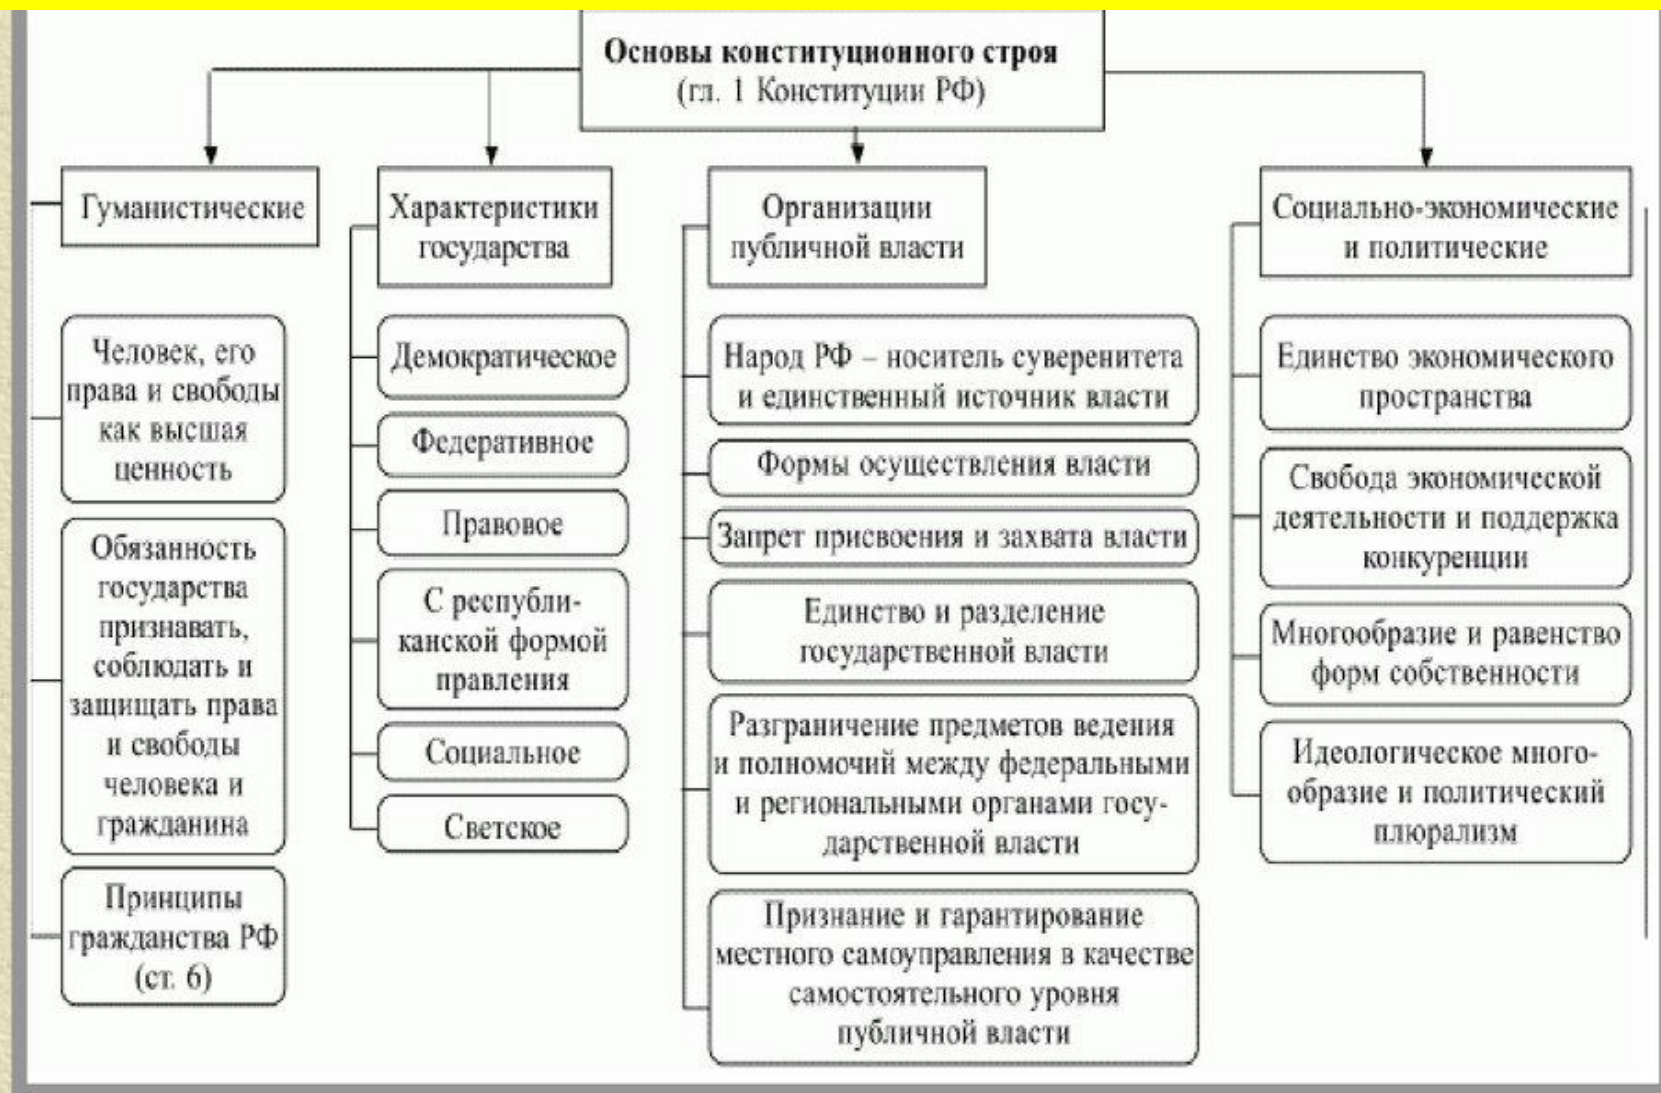 Основы конституционного строя
(гл. 1 Конституции РФ)
Гуманистические
Человек, его
права и свободы
как высшая
ценность
Обязанность
государства
признавать,
соблюдать и
защищать права
и свободы
человека и
гражданина
Принципы
гражданства РФ
(ст. 6)
Характеристики
государства
Демократическое
Федеративное
Правовое
С республи-
канской формой
правления
Социальное
Светское
Организации
публичной власти
Народ РФ – носитель суверенитета
и единственный источник власти
Формы осуществления власти
Запрет присвоения и захвата власти
Единство и разделение
государственной власти
Разграничение предметов ведения
и полномочий между федеральными
и региональными органами госу-
дарственной власти
Признание и гарантирование
местного самоуправления в качестве
самостоятельного уровня
публичной власти
Социально-экономические
и политические
Единство экономического
пространства
Свобода экономической
деятельности и поддержка
конкуренции
Многообразие и равенство
форм собственности
Идеологическое много-
образие и политический
плюрализм